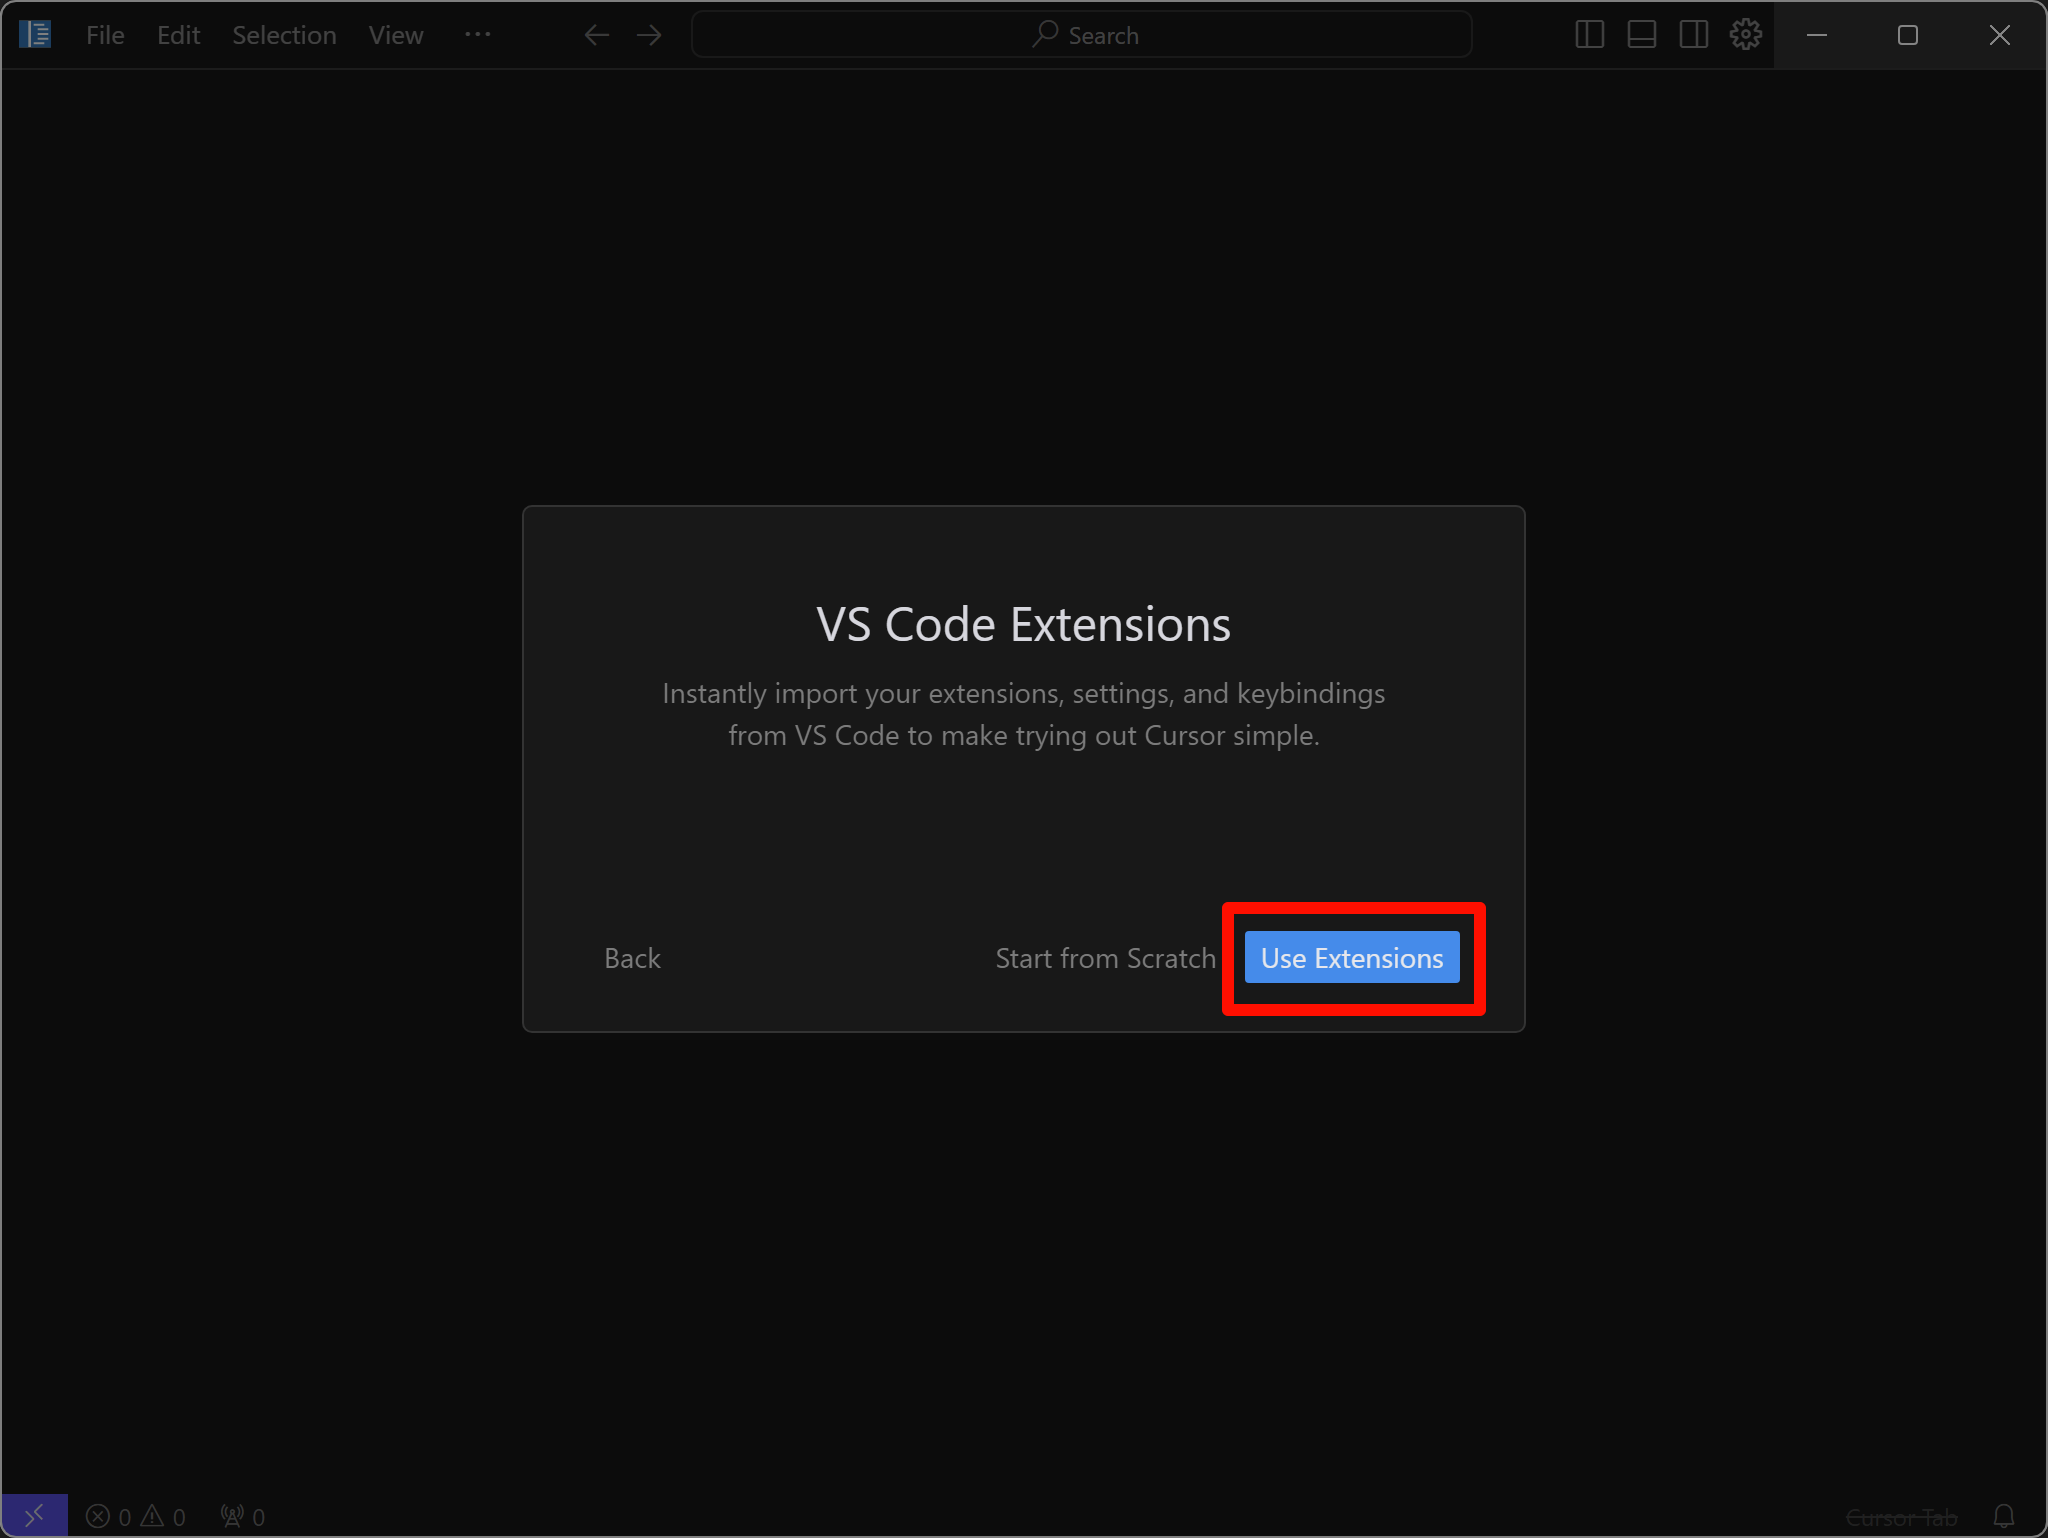 File Edit Selection View ··· Search
VS Code Extensions
Instantly import your extensions, settings, and keybindings
from VS Code to make trying out Cursor simple.
Back Start from Scratch Use Extensions
0 0 0 Cursor Tab